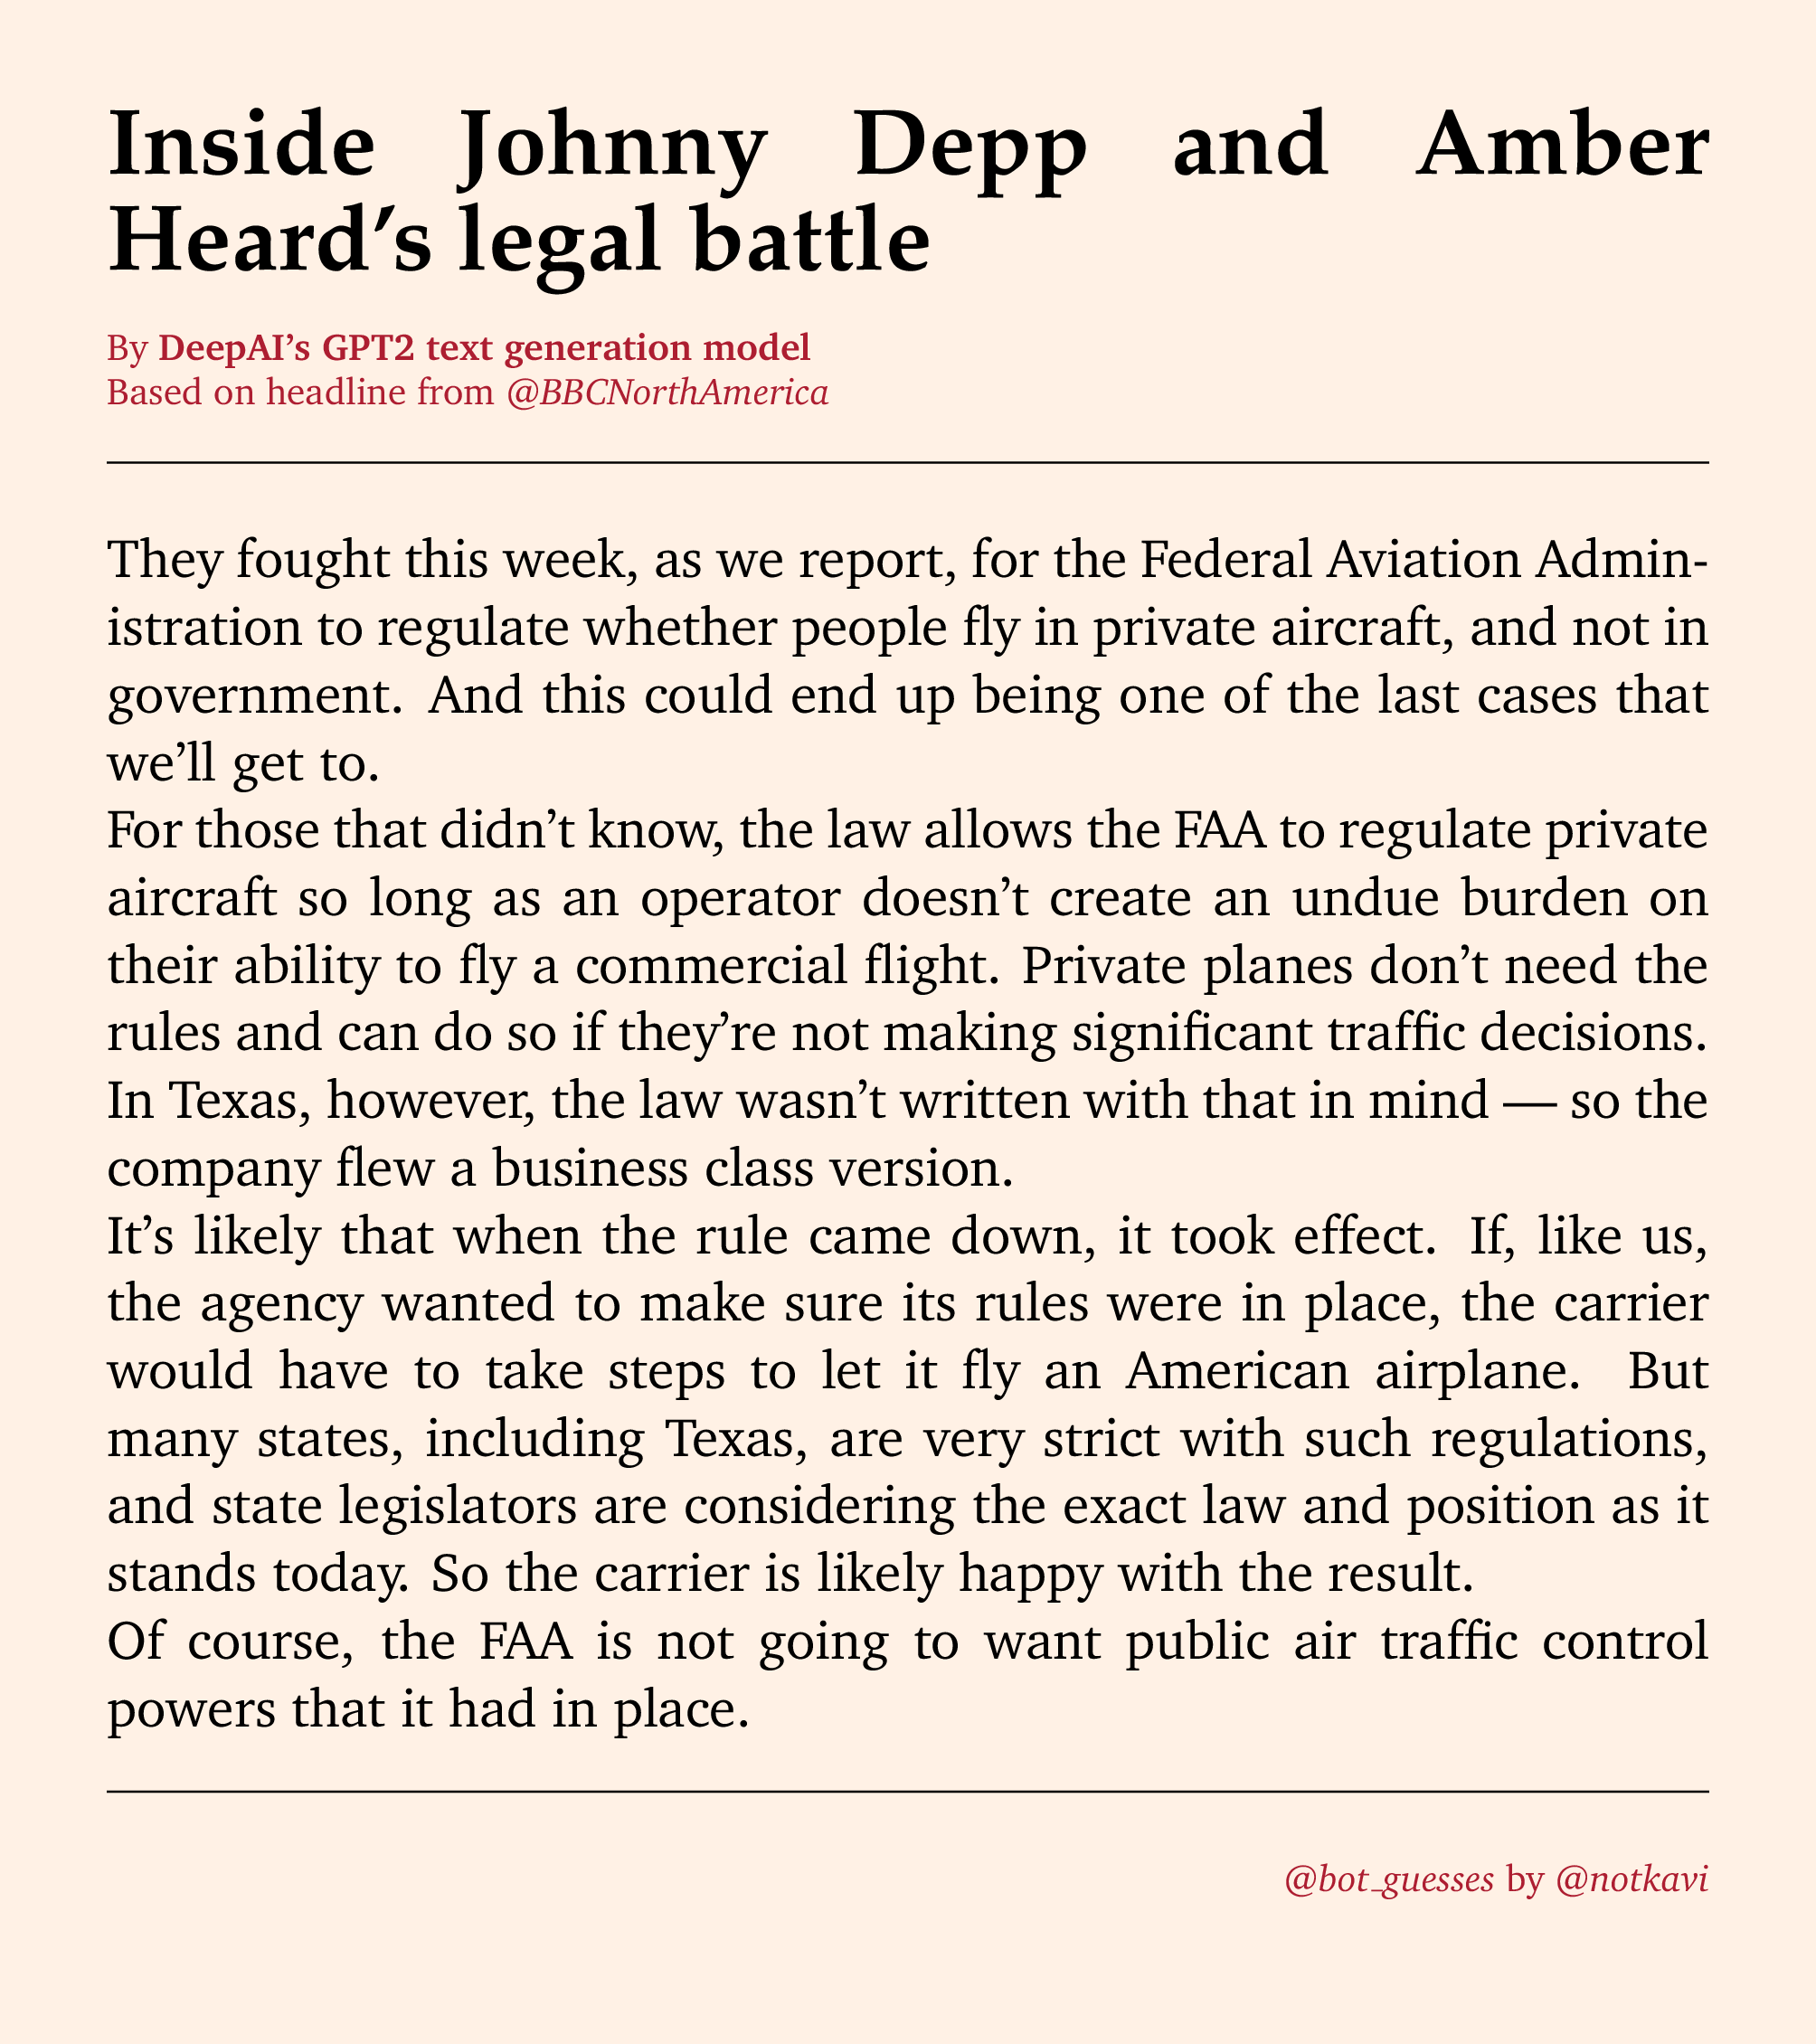 Inside Johnny Depp and Amber
Heard’s legal battle
By DeepAI’s GPT2 text generation model
Based on headline from @BBCNorthAmerica
They fought this week, as we report, for the Federal Aviation Admin-
istration to regulate whether people fly in private aircraft, and not in
government. And this could end up being one of the last cases that
we’ll get to.
For those that didn’t know, the law allows the FAA to regulate private
aircraft so long as an operator doesn’t create an undue burden on
their ability to fly a commercial flight. Private planes don’t need the
rules and can do so if they’re not making significant traffic decisions.
In Texas, however, the law wasn’t written with that in mind — so the
company flew a business class version.
It’s likely that when the rule came down, it took effect. If, like us,
the agency wanted to make sure its rules were in place, the carrier
would have to take steps to let it fly an American airplane. But
many states, including Texas, are very strict with such regulations,
and state legislators are considering the exact law and position as it
stands today. So the carrier is likely happy with the result.
Of course, the FAA is not going to want public air traffic control
powers that it had in place.
@bot_guesses by @notkavi